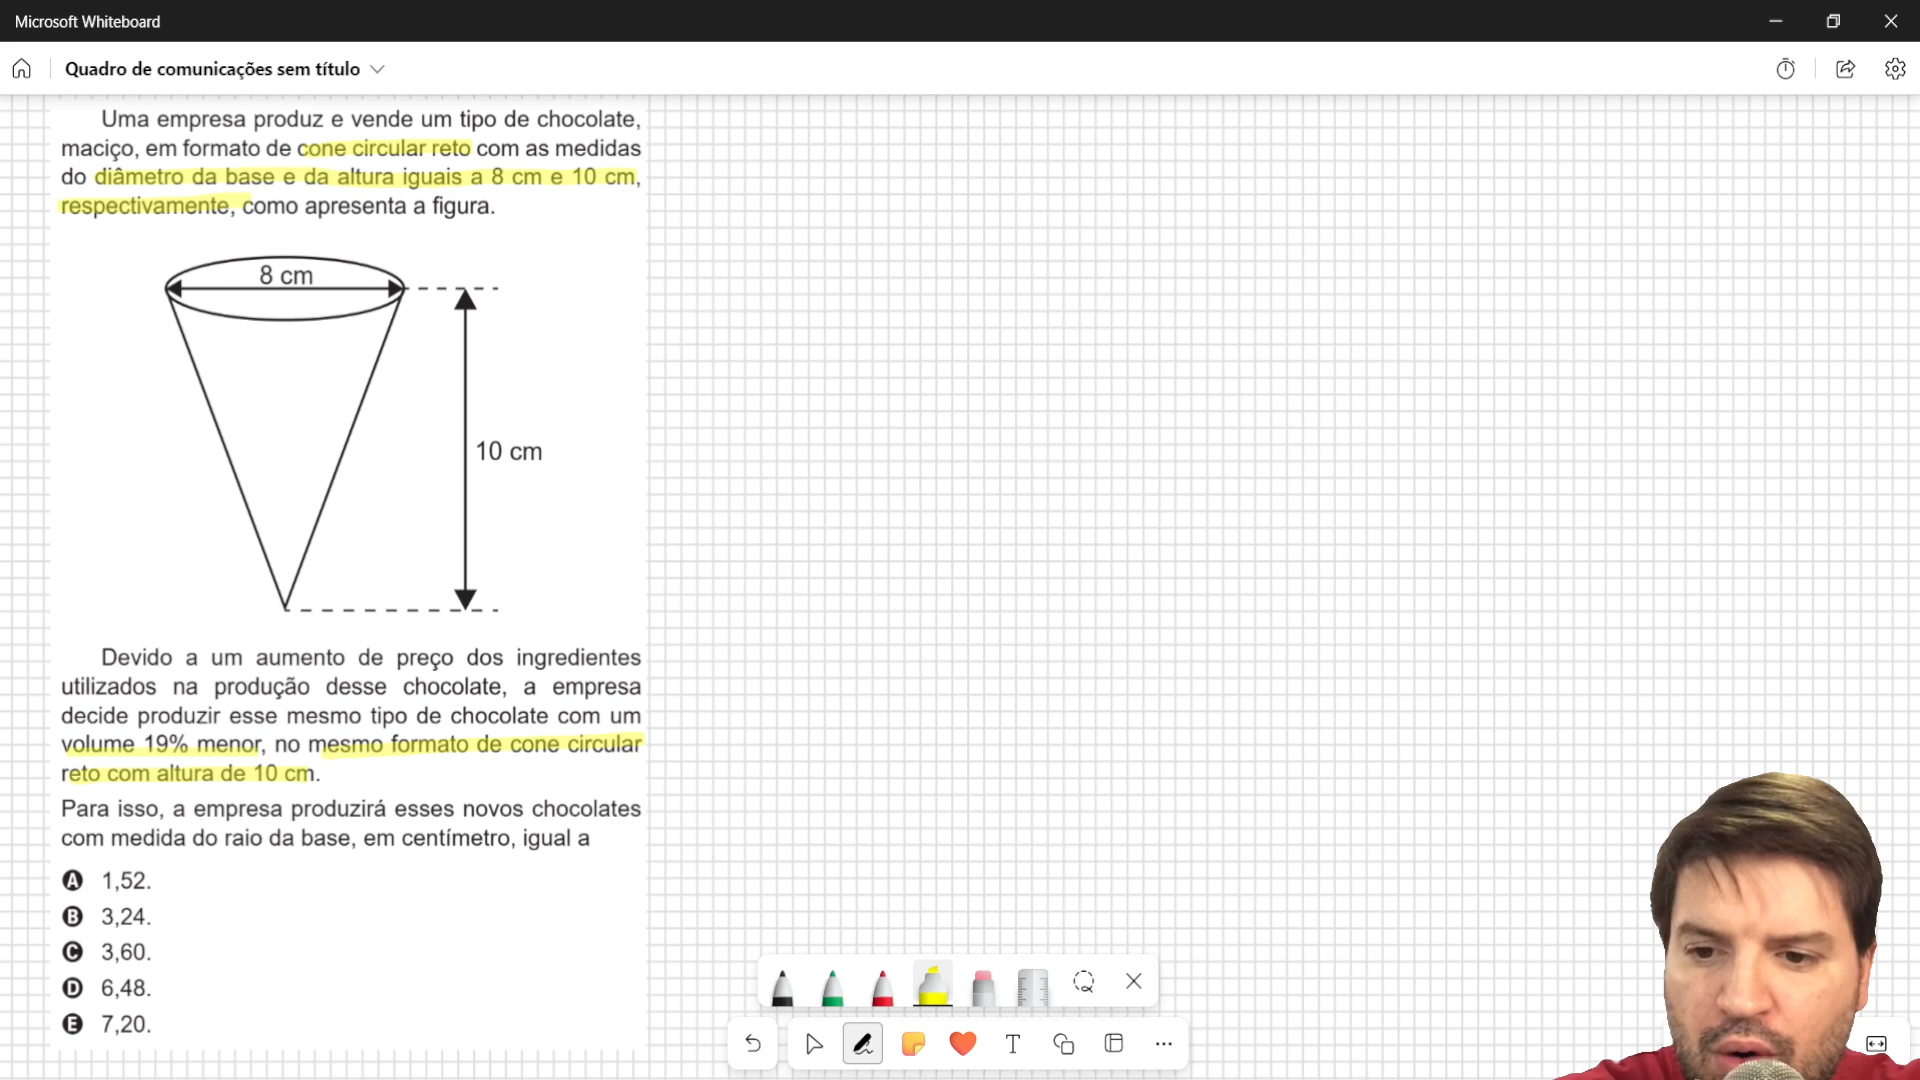 Microsoft Whiteboard
Quadro de comunicações sem título
Uma empresa produz e vende um tipo de chocolate,
maciço, em formato de cone circular reto com as medidas
do diâmetro da base e da altura iguais a 8 cm e 10 cm,
respectivamente, como apresenta a figura.
8 cm
10 cm
Devido a um aumento de preço dos ingredientes
utilizados na produção desse chocolate, a empresa
decide produzir esse mesmo tipo de chocolate com um
volume 19% menor, no mesmo formato de cone circular
reto com altura de 10 cm.
Para isso, a empresa produzirá esses novos chocolates
com medida do raio da base, em centímetro, igual a
A 1,52.
B 3,24.
C 3,60.
D 6,48.
E 7,20.